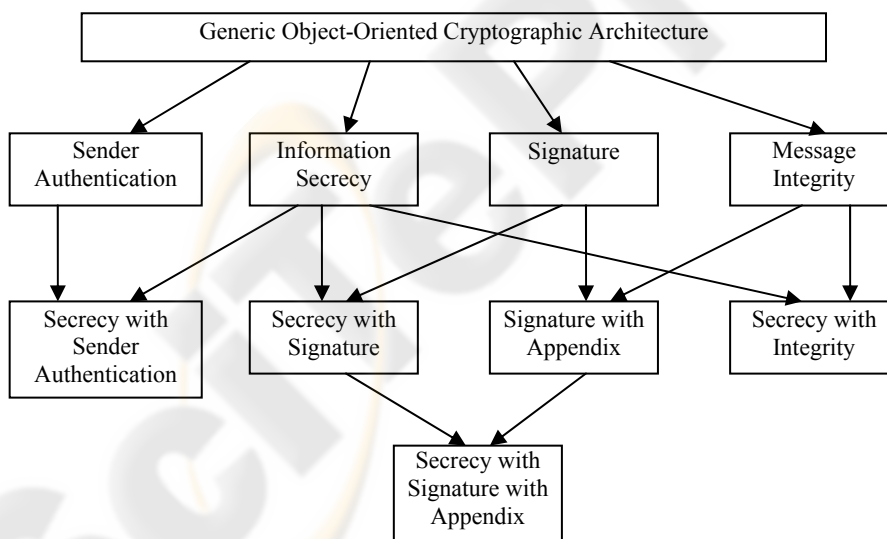 Generic Object-Oriented Cryptographic Architecture
Sender
Authentication
Information
Secrecy
Signature
Message
Integrity
Secrecy with
Sender
Authentication
Secrecy with
Signature
Signature with
Appendix
Secrecy with
Integrity
Secrecy with
Signature with
Appendix